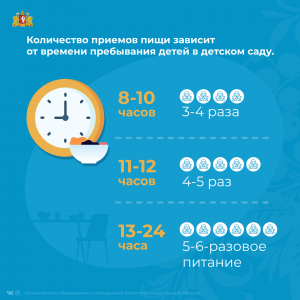 Количество приемов пищи зависит
от времени пребывания детей в детском саду.
8-10
часов
3-4 раза
11-12
часов
4-5 раз
13-24
часа
5-6-разовое
питание